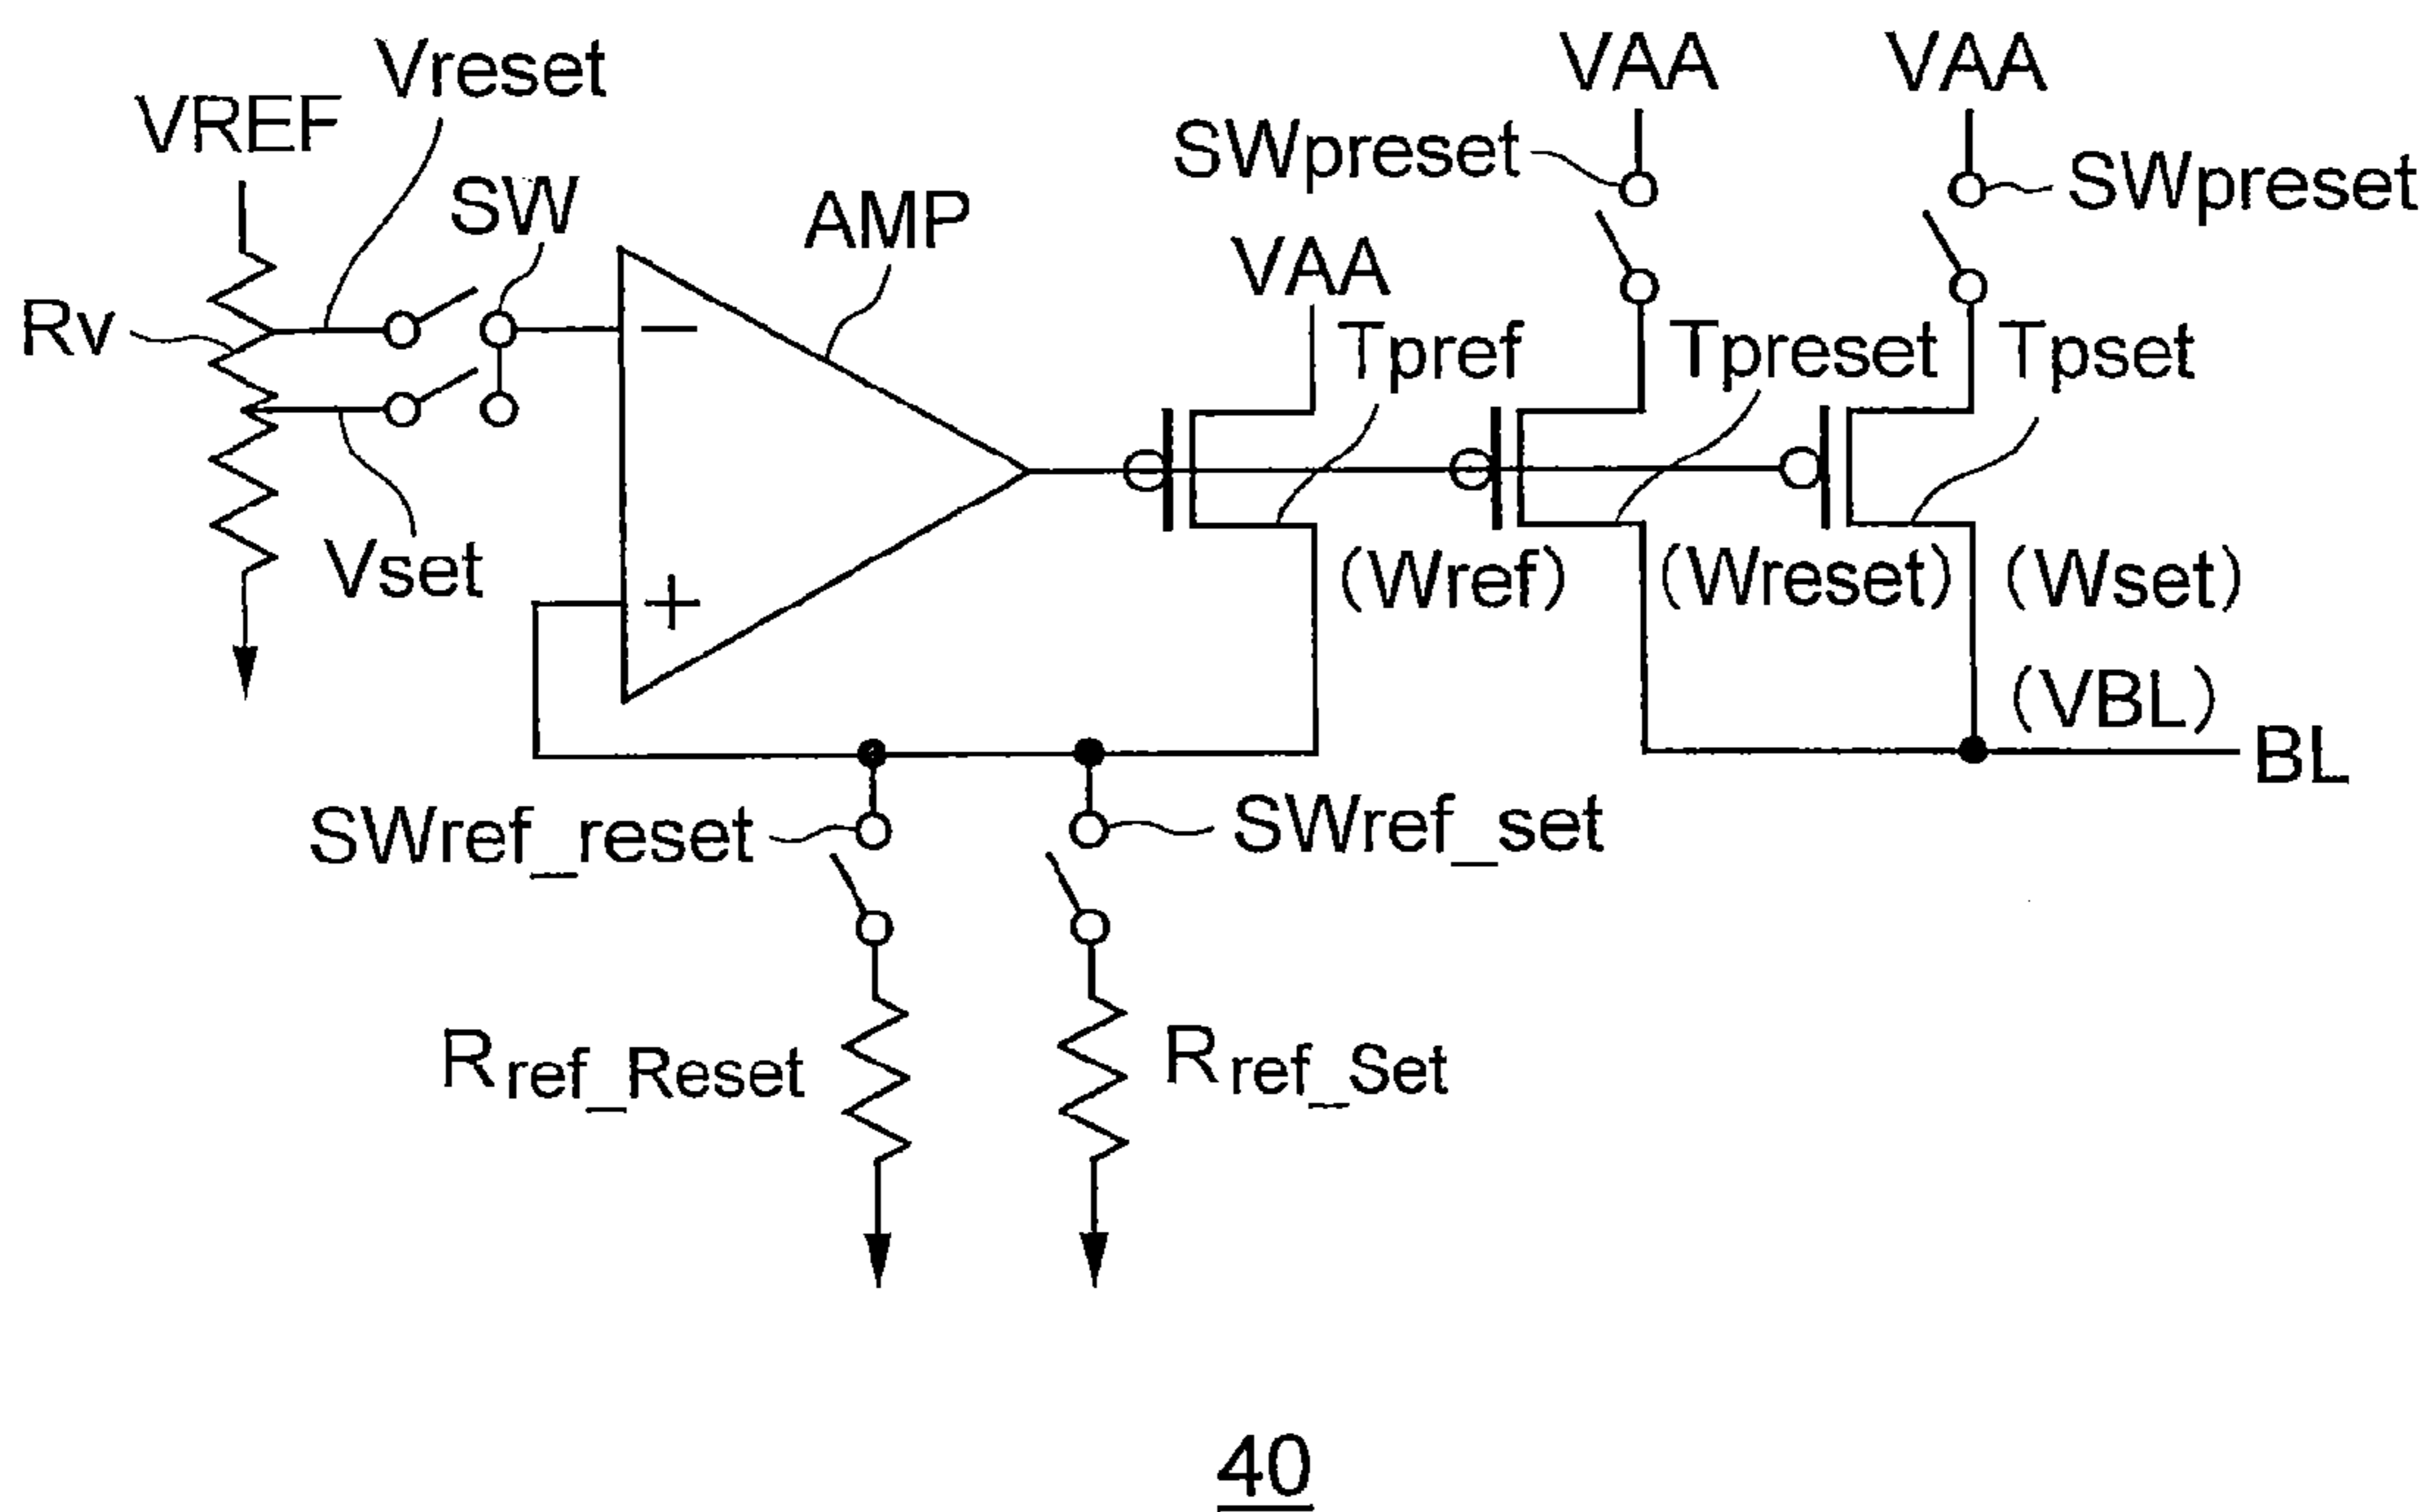 Vreset
VREF
SW
AMP
VAA
VAA
SWpreset
SWpreset
VAA
Rv
Tpref
Tpreset
Tpset
−
Vset
+
(Wref)
(Wreset)
(Wset)
(VBL)
BL
SWref_reset
SWref_set
Rref_Reset
Rref_Set
40